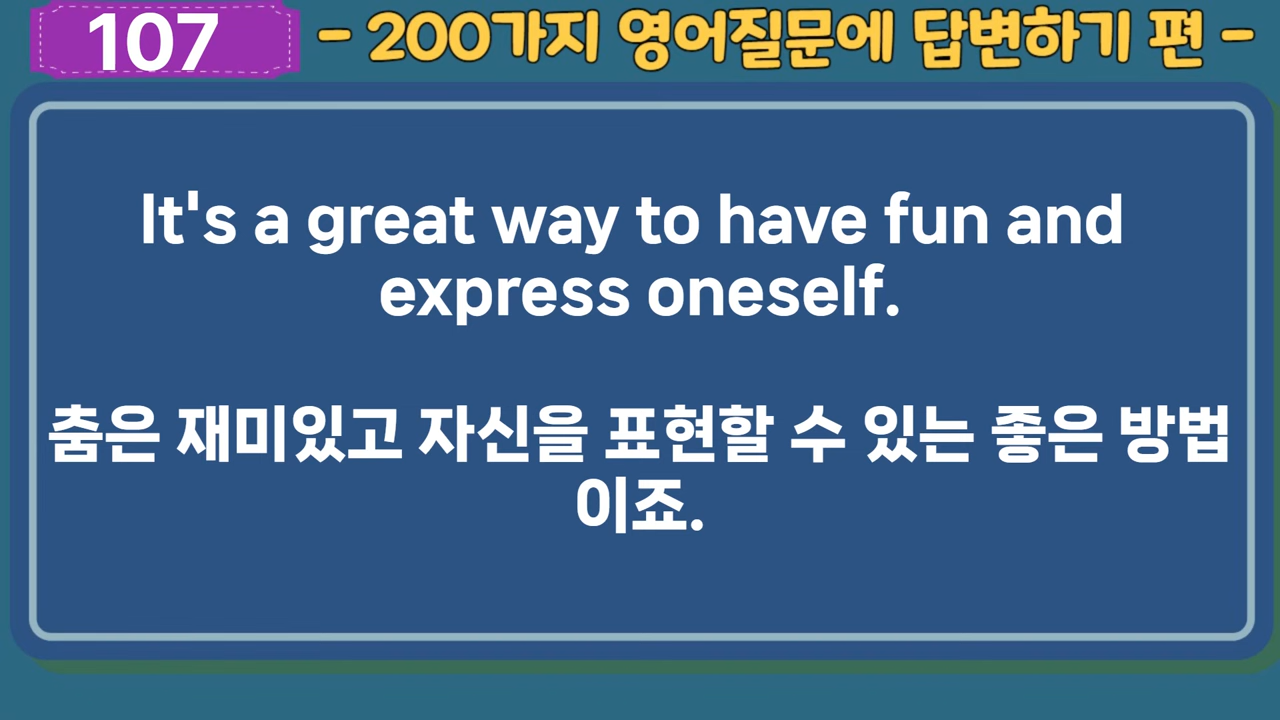 107
- 200가지 영어질문에 답변하기 편 -
It's a great way to have fun and
express oneself.
춤은 재미있고 자신을 표현할 수 있는 좋은 방법
이죠.